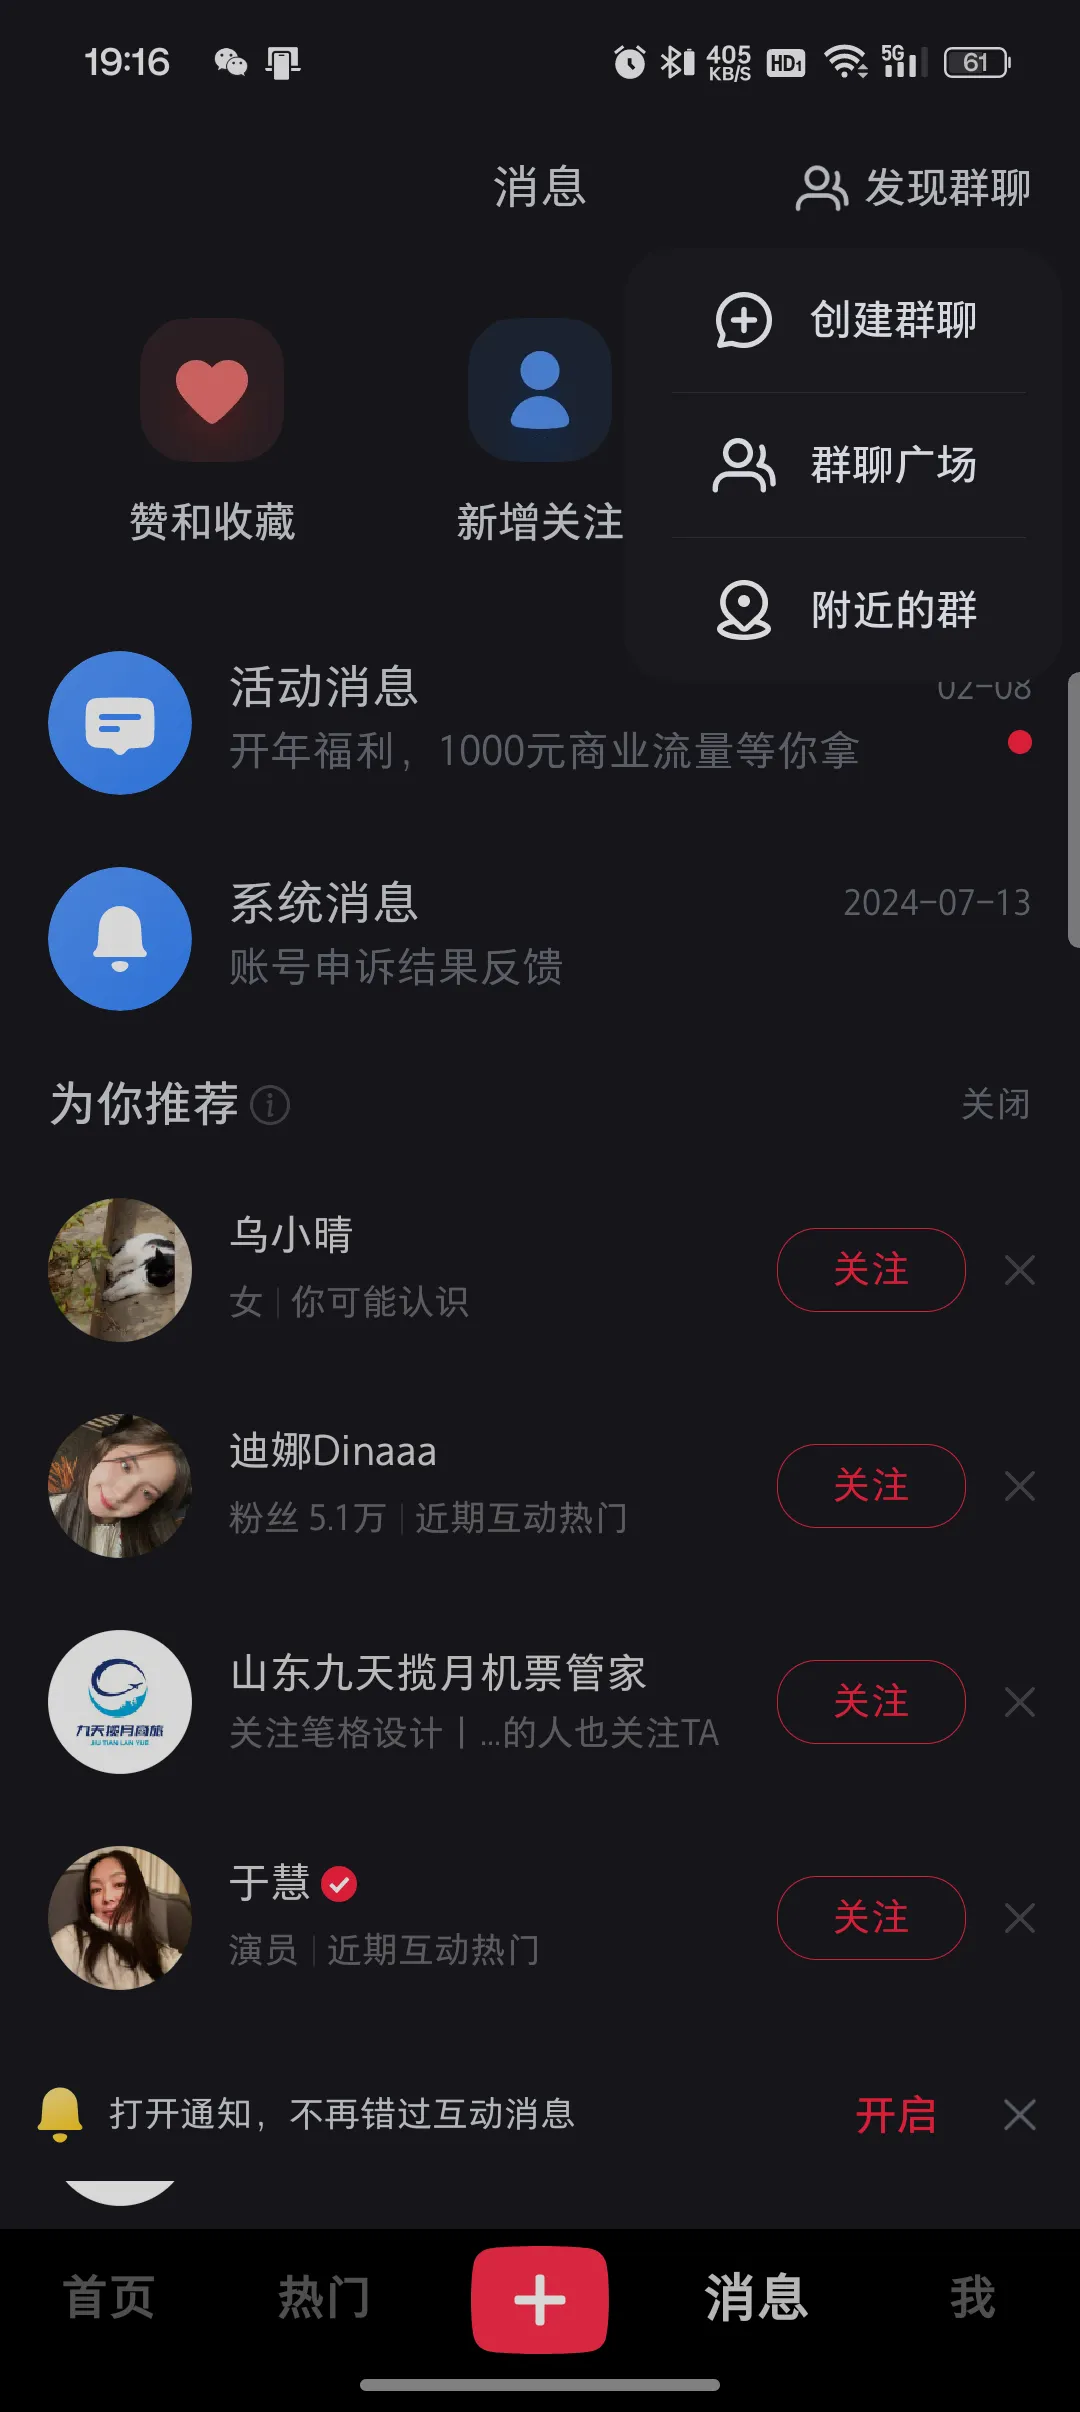 19:16
405
KB/S
HD1
5G
61
消息
发现群聊
创建群聊
群聊广场
附近的群
赞和收藏
新增关注
活动消息
02-08
开年福利，1000元商业流量等你拿
系统消息
2024-07-13
账号申诉结果反馈
为你推荐
关闭
乌小晴
女 | 你可能认识
关注
迪娜Dinaaa
粉丝 5.1万 | 近期互动热门
关注
九天揽月商旅
JIU TIAN LAN YUE
山东九天揽月机票管家
关注笔格设计丨...的人也关注TA
关注
于慧
演员 | 近期互动热门
关注
打开通知，不再错过互动消息
开启
首页
热门
消息
我